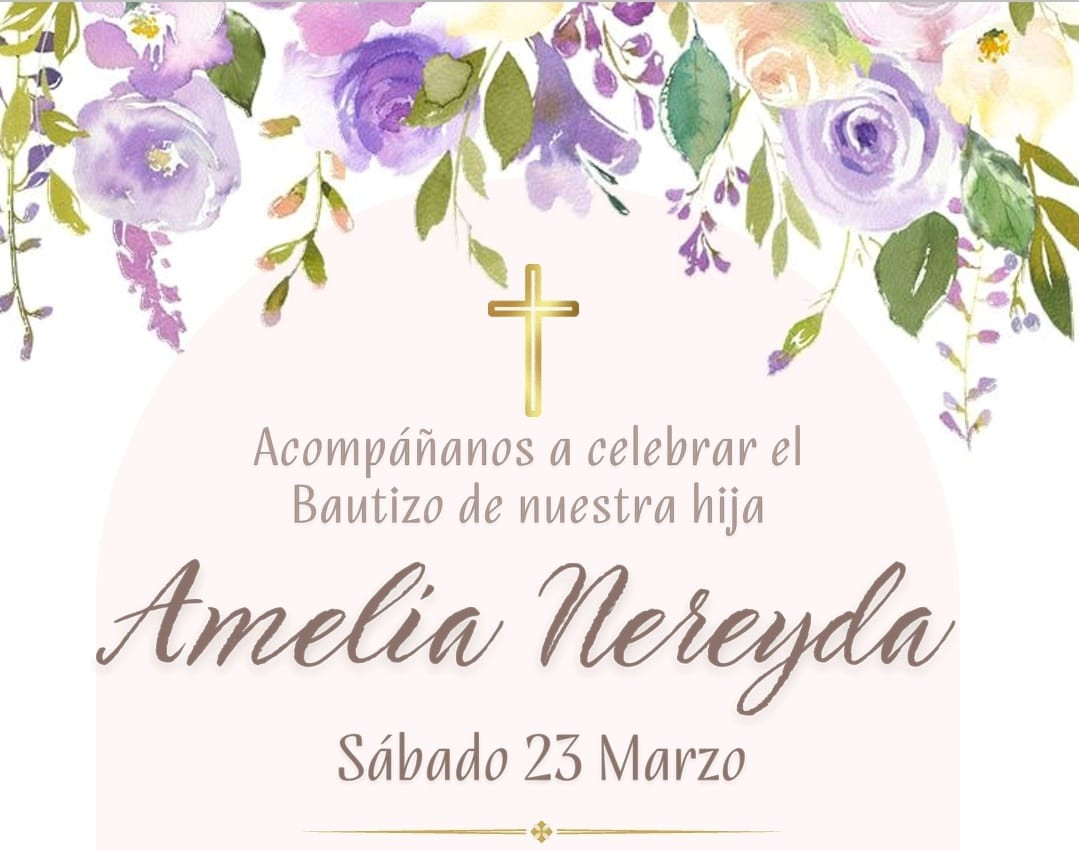 Acompáñanos a celebrar el
Bautizo de nuestra hija
Amelia Nereyda
Sábado 23 Marzo